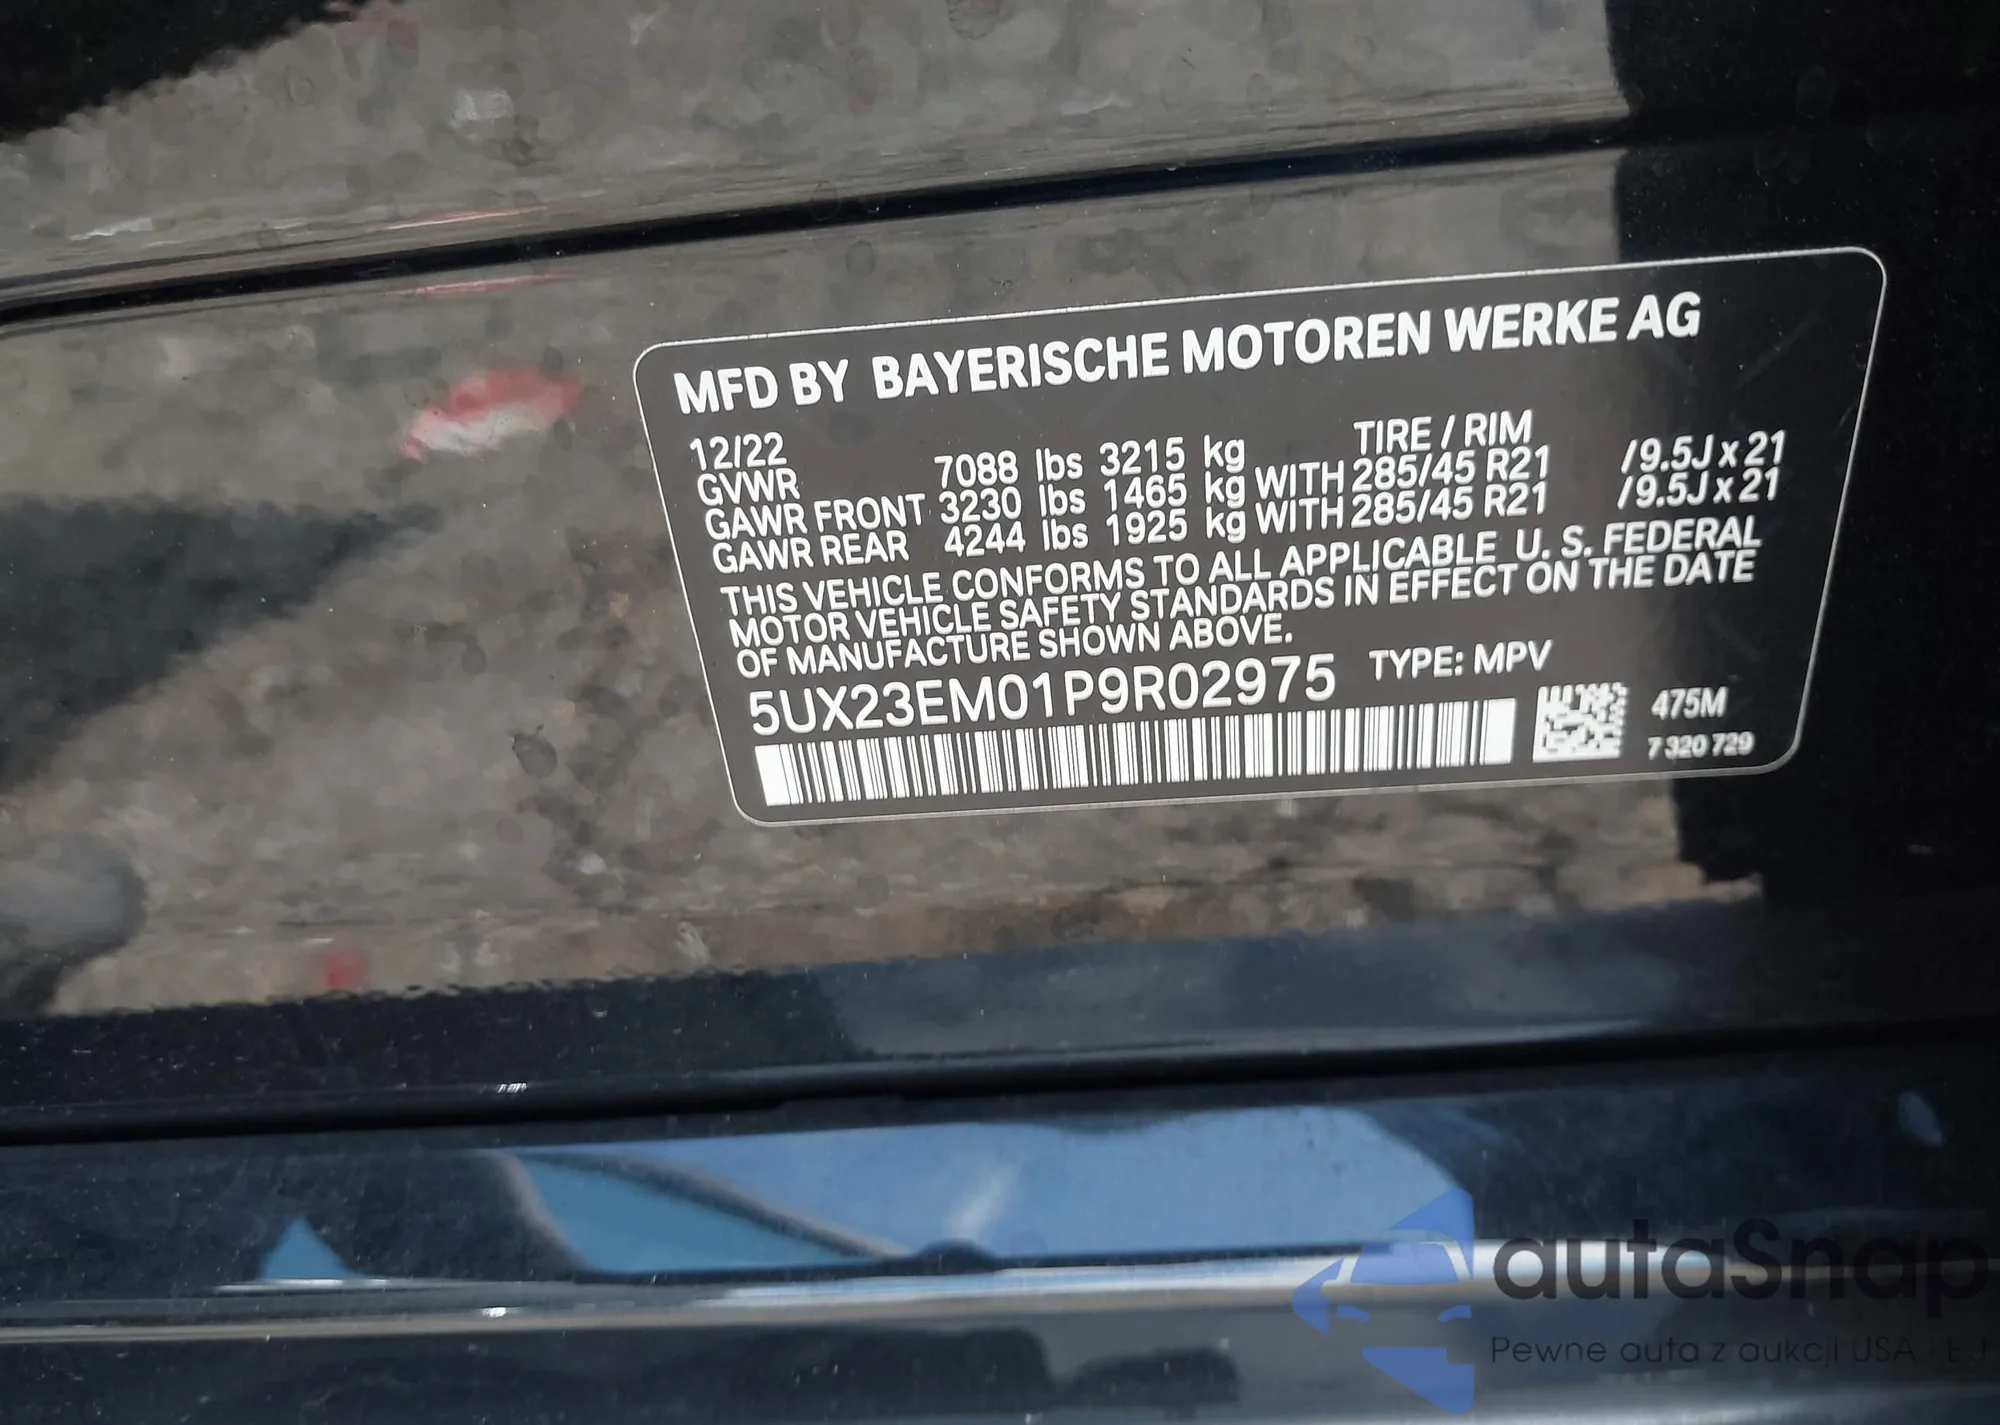 MFD BY BAYERISCHE MOTOREN WERKE AG
12/22 TIRE / RIM
GVWR 7088 lbs 3215 kg
GAWR FRONT 3230 lbs 1465 kg WITH 285/45 R21 /9.5J x 21
GAWR REAR 4244 lbs 1925 kg WITH 285/45 R21 /9.5J x 21
THIS VEHICLE CONFORMS TO ALL APPLICABLE U. S. FEDERAL
MOTOR VEHICLE SAFETY STANDARDS IN EFFECT ON THE DATE
OF MANUFACTURE SHOWN ABOVE.
5UX23EM01P9R02975 TYPE: MPV
475M
7 320 729
autaSnap
Pewne auta z aukcji USA i EU